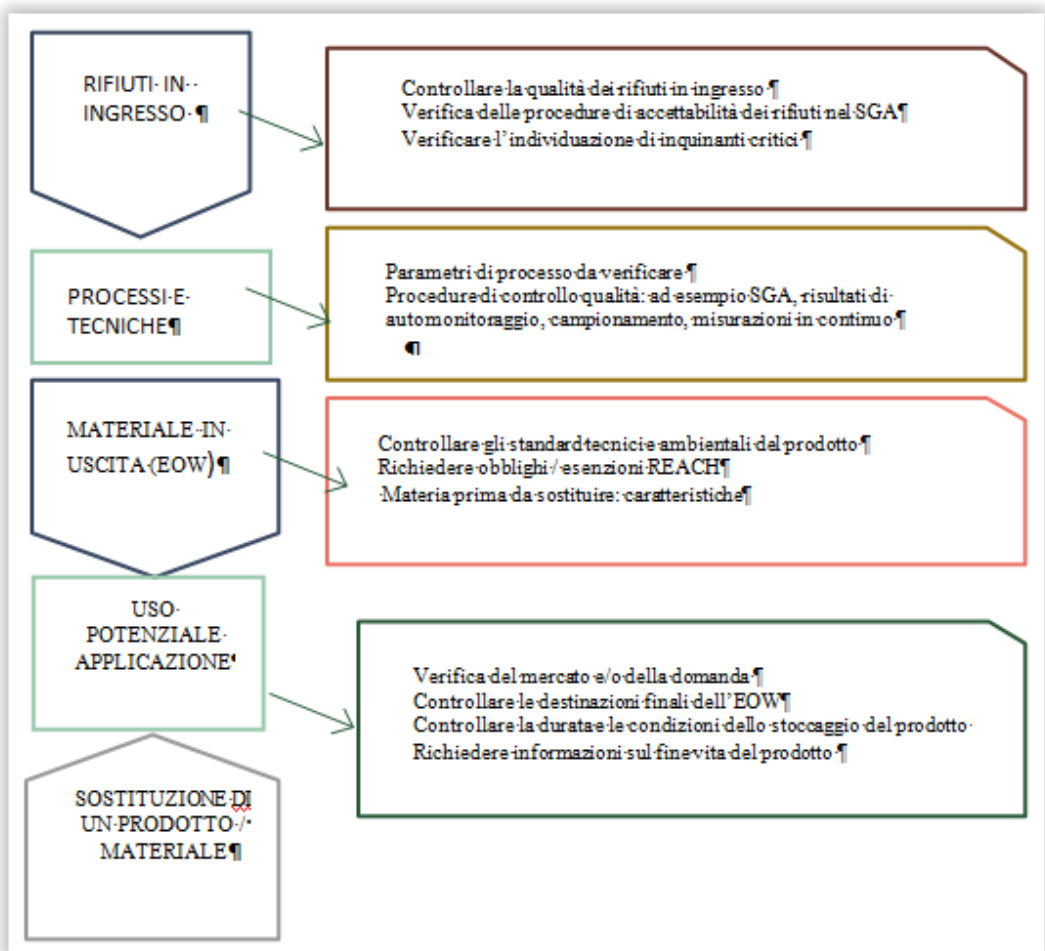 RIFIUTI IN
INGRESSO ¶
Controllare la qualità dei rifiuti in ingresso ¶
Verifica delle procedure di accettabilità dei rifiuti nel SGA¶
Verificare l'individuazione di inquinanti critici¶
PROCESSI E
TECNICHE¶
Parametri di processo da verificare¶
Procedure di controllo qualità: ad esempio SGA, risultati di
automonitoraggio, campionamento, misurazioni in continuo¶
¶
MATERIALE IN
USCITA (EOW)¶
Controllare gli standard tecnici e ambientali del prodotto¶
Richiedere obblighi / esenzioni REACH¶
Materia prima da sostituire: caratteristiche¶
USO
POTENZIALE
APPLICAZIONE¶
Verifica del mercato e/o della domanda¶
Controllare le destinazioni finali dell'EOW¶
Controllare la durata e le condizioni dello stoccaggio del prodotto
Richiedere informazioni sul fine vita del prodotto ¶
SOSTITUZIONE DI
UN PRODOTTO /
MATERIALE¶